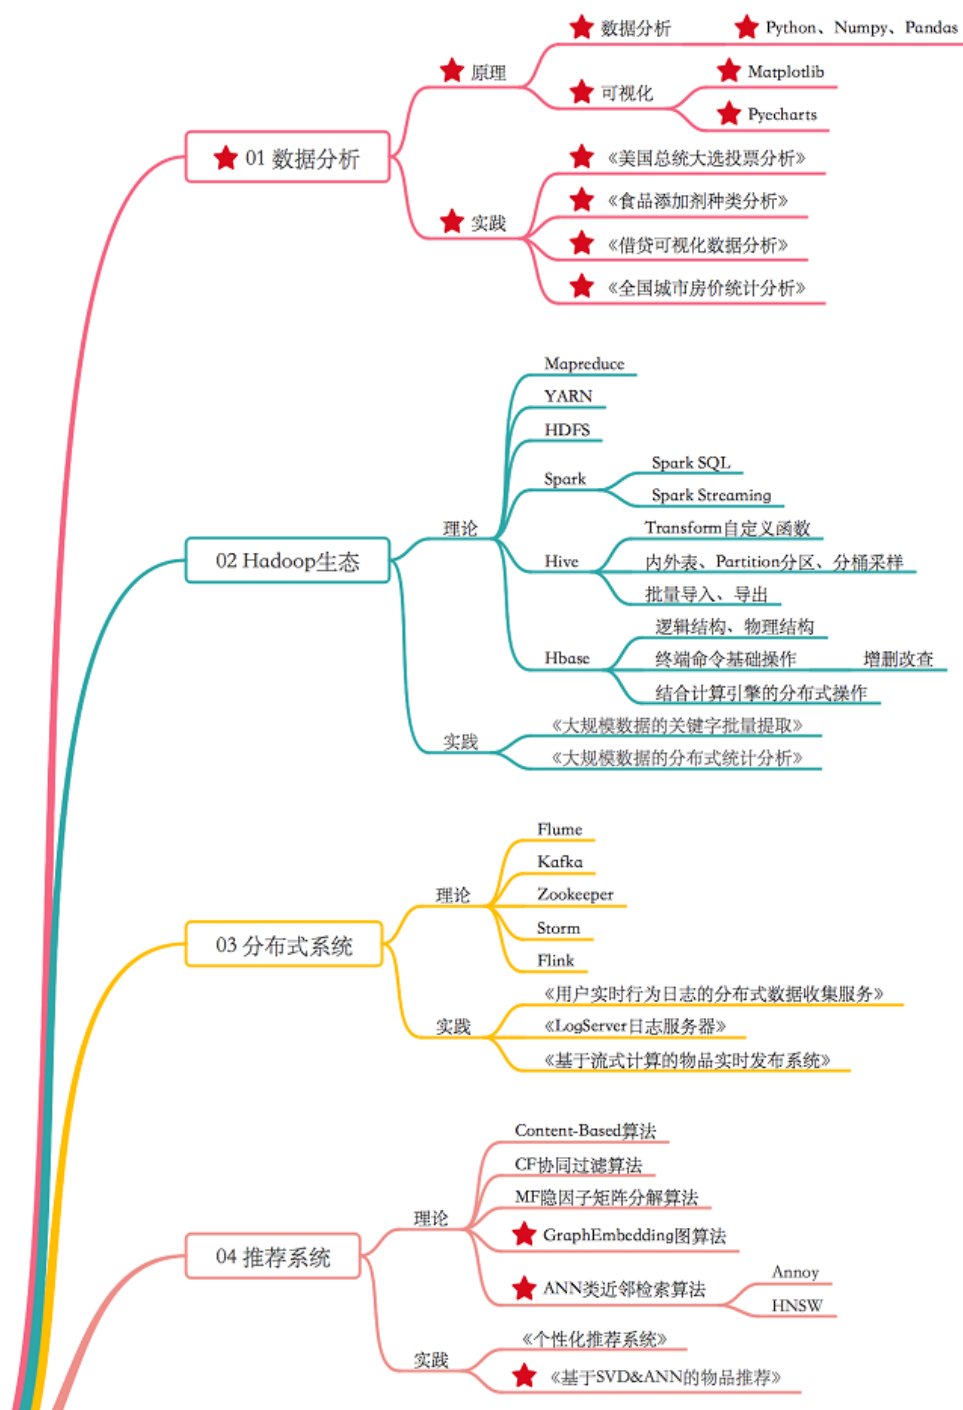 01 数据分析
原理
数据分析
Python、Numpy、Pandas
可视化
Matplotlib
Pyecharts
实践
《美国总统大选投票分析》
《食品添加剂种类分析》
《借贷可视化数据分析》
《全国城市房价统计分析》
02 Hadoop生态
理论
Mapreduce
YARN
HDFS
Spark
Spark SQL
Spark Streaming
Hive
Transform自定义函数
内外表、Partition分区、分桶采样
批量导入、导出
Hbase
逻辑结构、物理结构
终端命令基础操作
增删改查
结合计算引擎的分布式操作
实践
《大规模数据的关键字批量提取》
《大规模数据的分布式统计分析》
03 分布式系统
理论
Flume
Kafka
Zookeeper
Storm
Flink
实践
《用户实时行为日志的分布式数据收集服务》
《LogServer日志服务器》
《基于流式计算的物品实时发布系统》
04 推荐系统
理论
Content-Based算法
CF协同过滤算法
MF隐因子矩阵分解算法
GraphEmbedding图算法
ANN类近邻检索算法
Annoy
HNSW
实践
《个性化推荐系统》
《基于SVD&ANN的物品推荐》